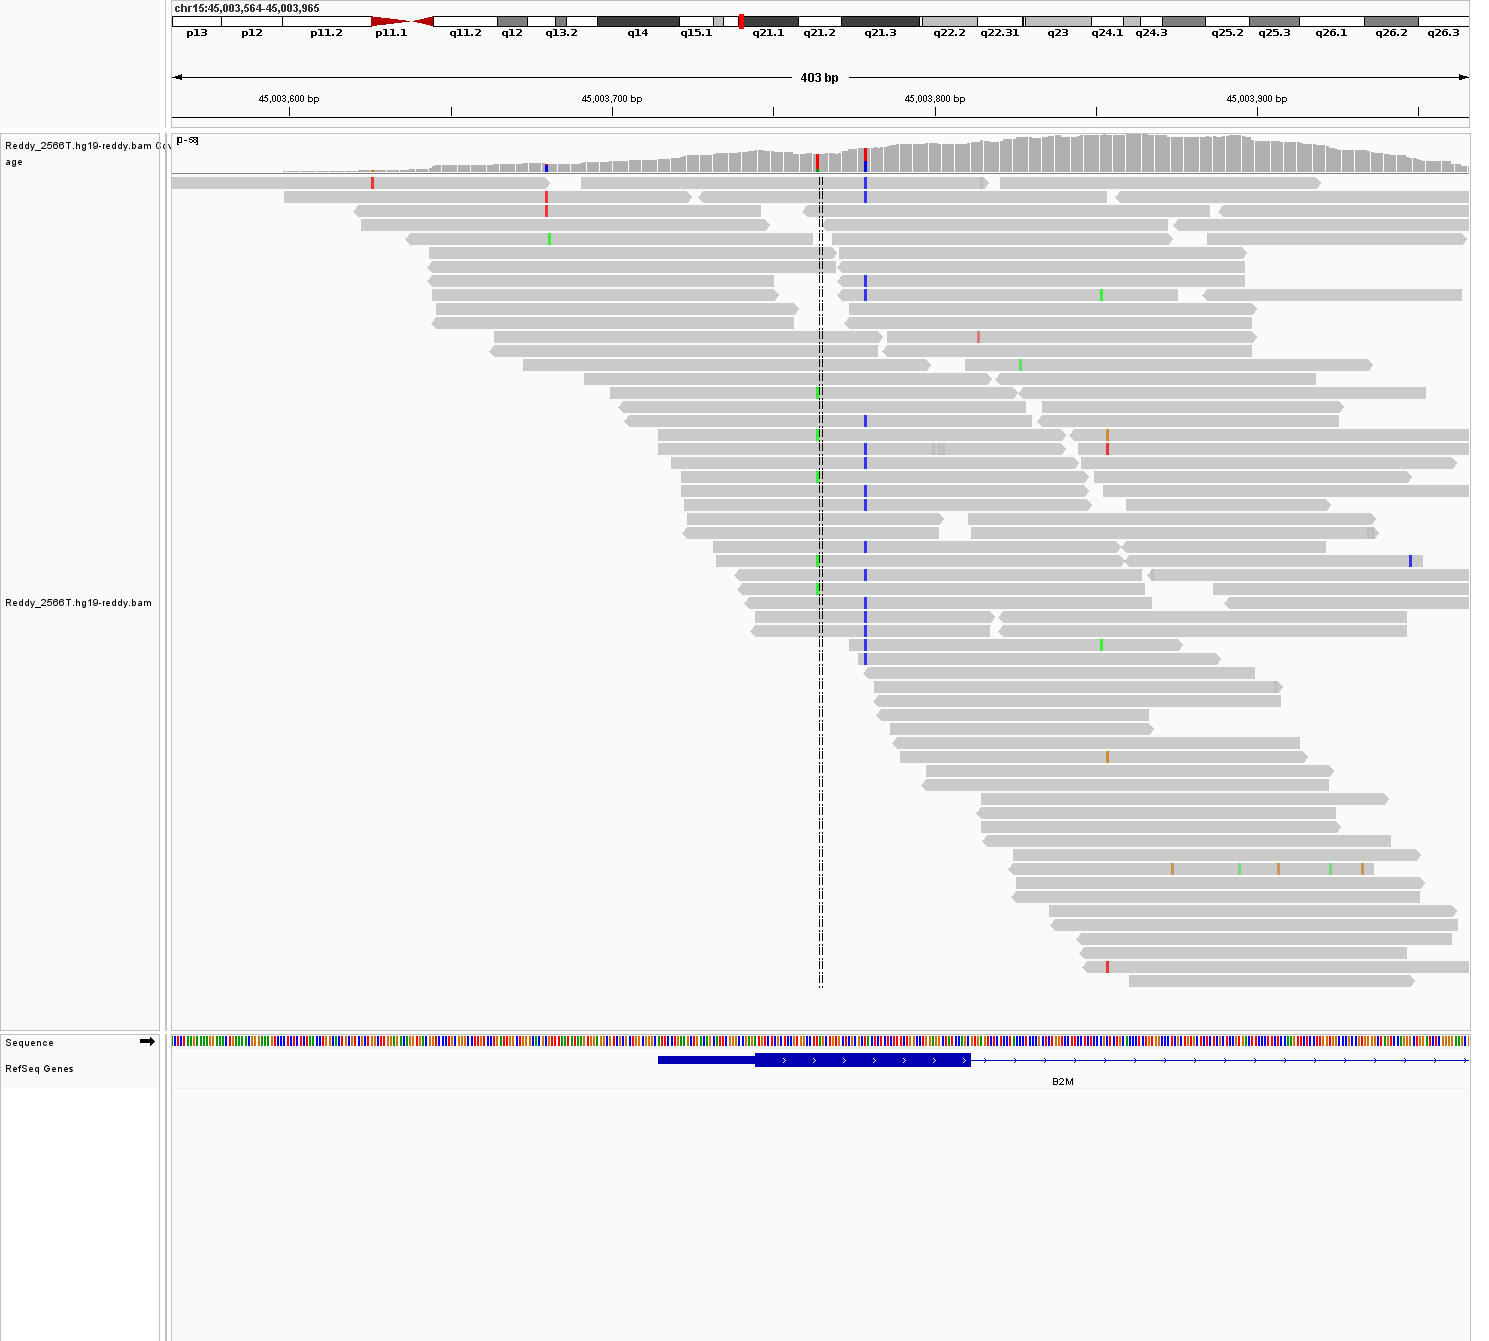 chr15:45,003,564-45,003,965
p13 p12 p11.2 p11.1 q11.2 q12 q13.2 q14 q15.1 q21.1 q21.2 q21.3 q22.2 q22.31 q23 q24.1 q24.3 q25.2 q25.3 q26.1 q26.2 q26.3
403 bp
45,003,600 bp 45,003,700 bp 45,003,800 bp 45,003,900 bp
Reddy_2566T.hg19-reddy.bam Cov
age
Reddy_2566T.hg19-reddy.bam
Sequence
RefSeq Genes
B2M